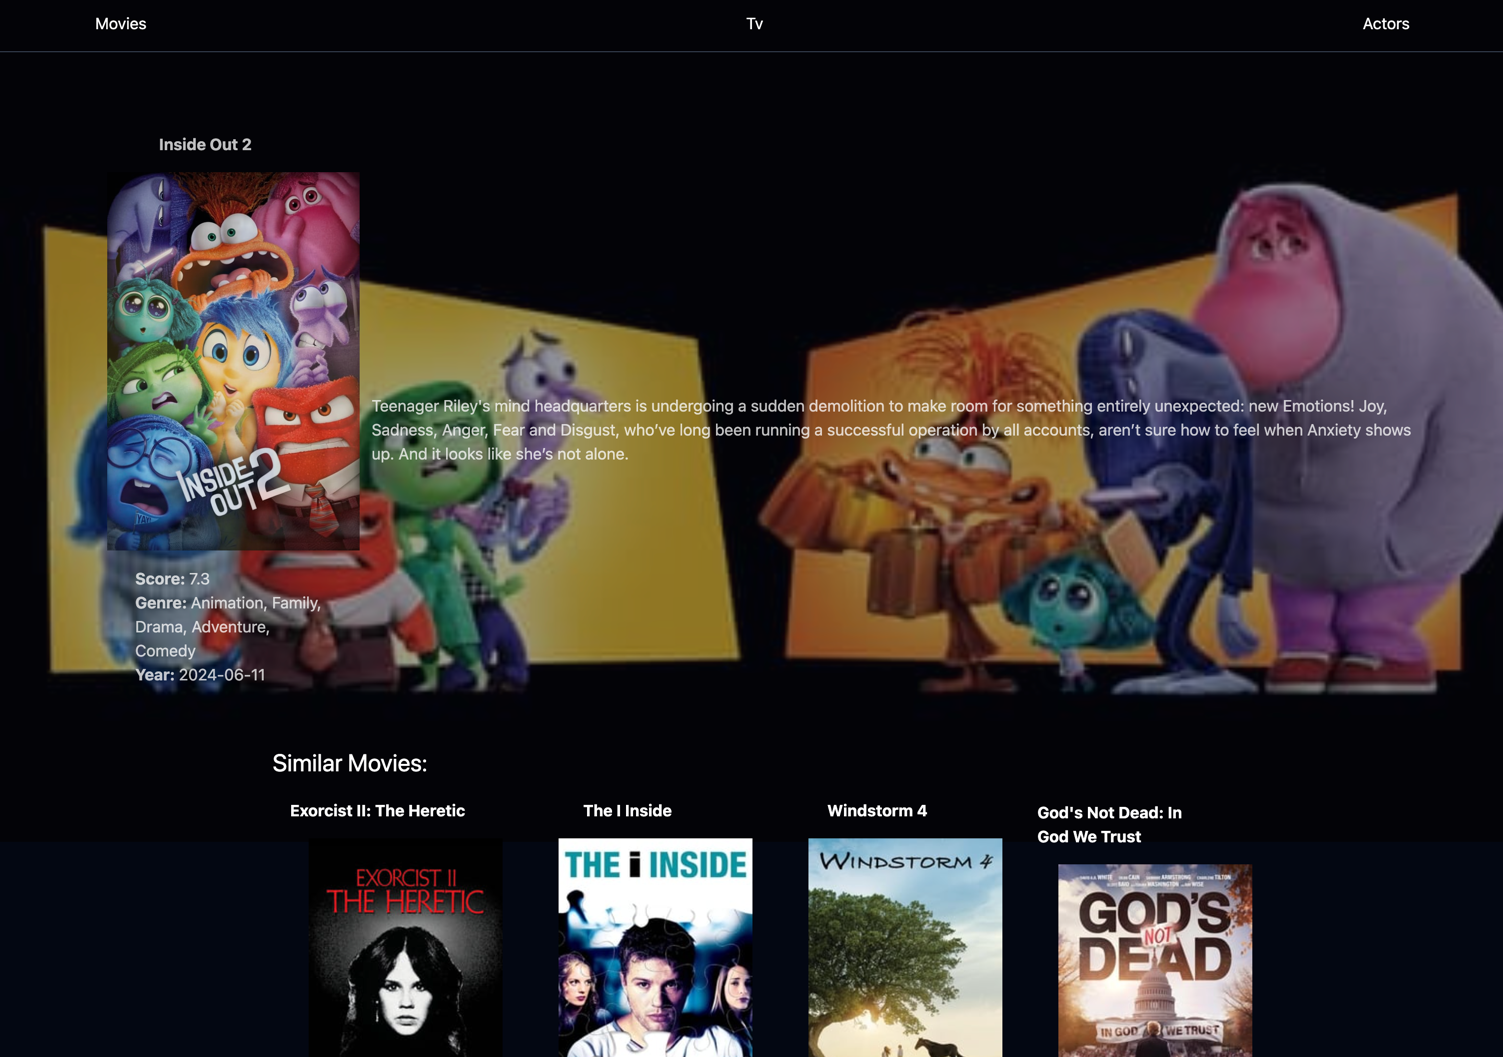 Movies
Tv
Actors
Inside Out 2
INSIDE
OUT 2
Teenager Riley's mind headquarters is undergoing a sudden demolition to make room for something entirely unexpected: new Emotions! Joy,
Sadness, Anger, Fear and Disgust, who’ve long been running a successful operation by all accounts, aren’t sure how to feel when Anxiety shows
up. And it looks like she’s not alone.
Score: 7.3
Genre: Animation, Family,
Drama, Adventure,
Comedy
Year: 2024-06-11
Similar Movies:
Exorcist II: The Heretic
The I Inside
Windstorm 4
God's Not Dead: In
God We Trust
EXORCIST II
THE HERETIC
THE i INSIDE
WINDSTORM 4
GOD'S
NOT
DEAD
IN GOD WE TRUST